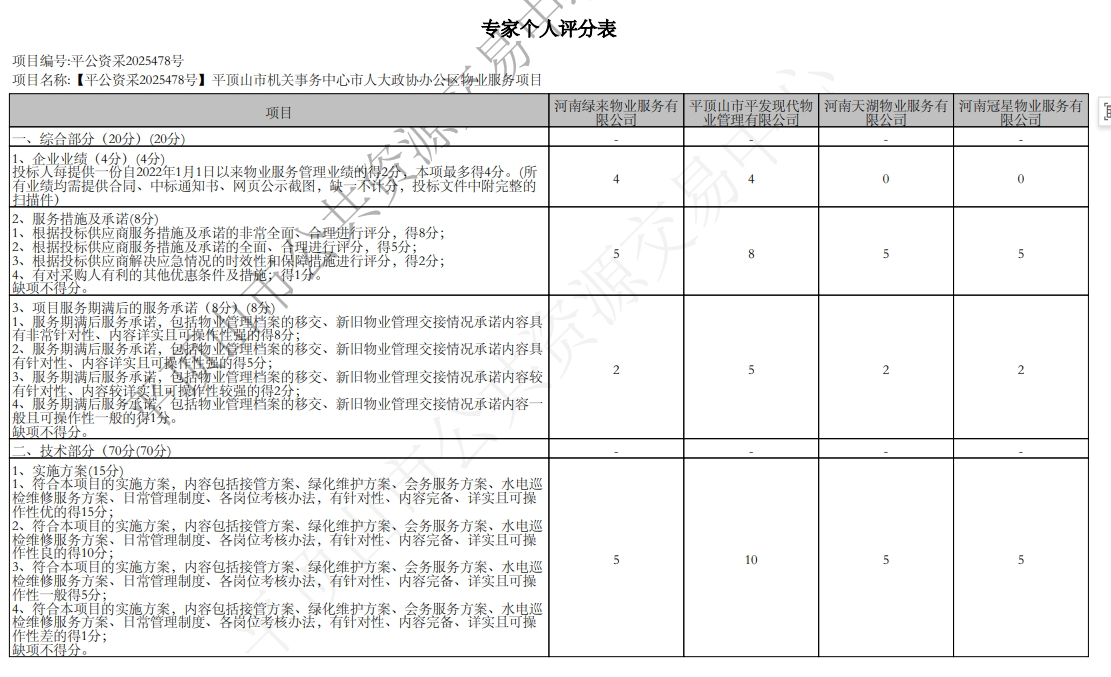 专家个人评分表
项目编号:平公资采2025478号
项目名称:【平公资采2025478号】平顶山市机关事务中心市人大政协办公区物业服务项目
项目 河南绿来物业服务有限公司 平顶山市平发现代物业管理有限公司 河南天湖物业服务有限公司 河南冠星物业服务有限公司
一、综合部分（20分）(20分) - - - -
1、企业业绩（4分）(4分)
投标人每提供一份自2022年1月1日以来物业服务管理业绩的得2分，本项最多得4分。(所
有业绩均需提供合同、中标通知书、网页公示截图，缺一不计分，投标文件中附完整的
扫描件）
4 4 0 0
2、服务措施及承诺(8分)
1、根据投标供应商服务措施及承诺的非常全面、合理进行评分，得8分；
2、根据投标供应商服务措施及承诺的全面、合理进行评分，得5分；
3、根据投标供应商解决应急情况的时效性和保障措施进行评分，得2分；
4、有对采购人有利的其他优惠条件及措施；得1分。
缺项不得分。
5 8 5 5
3、项目服务期满后的服务承诺（8分）(8分)
1、服务期满后服务承诺，包括物业管理档案的移交、新旧物业管理交接情况承诺内容具
有非常针对性、内容详实且可操作性强的得8分；
2、服务期满后服务承诺，包括物业管理档案的移交、新旧物业管理交接情况承诺内容具
有针对性、内容详实且可操作性强的得5分；
3、服务期满后服务承诺，包括物业管理档案的移交、新旧物业管理交接情况承诺内容较
有针对性、内容较详实且可操作性较强的得2分；
4、服务期满后服务承诺，包括物业管理档案的移交、新旧物业管理交接情况承诺内容一
般且可操作性一般的得1分。
缺项不得分。
2 5 2 2
二、技术部分（70分(70分) - - - -
1、实施方案(15分)
1、符合本项目的实施方案，内容包括接管方案、绿化维护方案、会务服务方案、水电巡
检维修服务方案、日常管理制度、各岗位考核办法，有针对性、内容完备、详实且可操
作性优的得15分；
2、符合本项目的实施方案，内容包括接管方案、绿化维护方案、会务服务方案、水电巡
检维修服务方案、日常管理制度、各岗位考核办法，有针对性、内容完备、详实且可操
作性良的得10分；
3、符合本项目的实施方案，内容包括接管方案、绿化维护方案、会务服务方案、水电巡
检维修服务方案、日常管理制度、各岗位考核办法，有针对性、内容完备、详实且可操
作性一般得5分；
4、符合本项目的实施方案，内容包括接管方案、绿化维护方案、会务服务方案、水电巡
检维修服务方案、日常管理制度、各岗位考核办法，有针对性、内容完备、详实且可操
作性差的得1分；
缺项不得分。
5 10 5 5
平顶山市公共资源交易中心
平顶山市公共资源交易中心